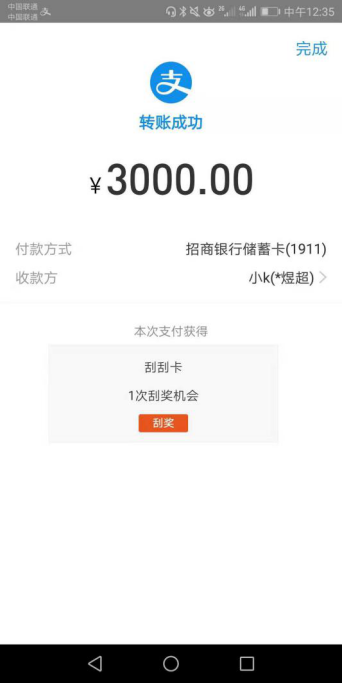 中国联通
中国联通
支
2G
4G
中午12:35
完成
支
转账成功
¥3000.00
付款方式 招商银行储蓄卡(1911)
收款方 小k(*煜超)
本次支付获得
刮刮卡
1次刮奖机会
刮奖